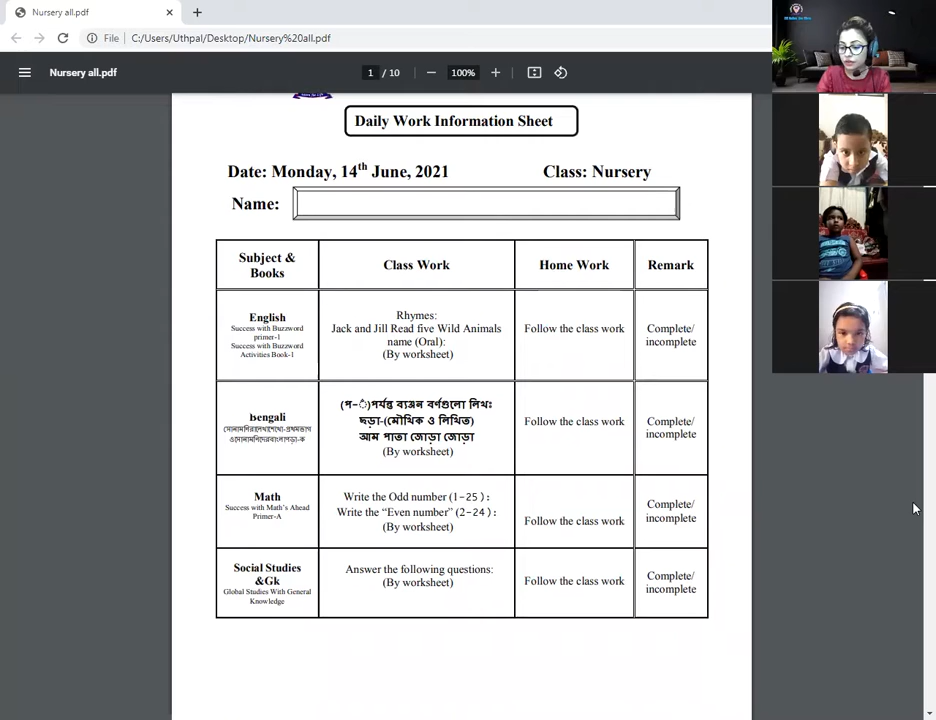 Nursery all.pdf
File
C:/Users/Uthpal/Desktop/Nursery%20all.pdf
Nursery all.pdf
1 / 10
100%
Daily Work Information Sheet
Date: Monday, 14th June, 2021
Class: Nursery
Name:
Subject & Books
Class Work
Home Work
Remark
English
Success with Buzzword
primer-1
Success with Buzzword
Activities Book-1
Rhymes:
Jack and Jill Read five Wild Animals
name (Oral):
(By worksheet)
Follow the class work
Complete/
incomplete
Bengali
(প-ঁ)পর্যন্ত ব্যঞ্জন বর্ণগুলো লিখঃ
ছড়া-(মৌখিক ও লিখিত)
আম পাতা জোড়া জোড়া
(By worksheet)
Follow the class work
Complete/
incomplete
Math
Success with Math's Ahead
Primer-A
Write the Odd number (1-25):
Write the “Even number” (2-24):
(By worksheet)
Follow the class work
Complete/
incomplete
Social Studies
&Gk
Global Studies With General
Knowledge
Answer the following questions:
(By worksheet)
Follow the class work
Complete/
incomplete